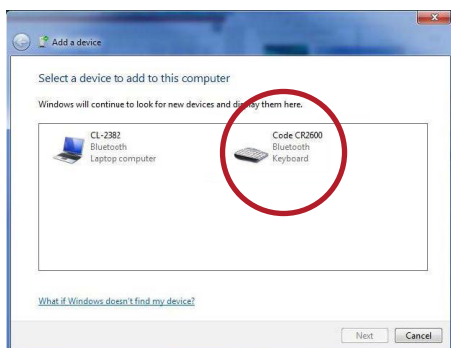 Add a device
Select a device to add to this computer
Windows will continue to look for new devices and display them here.
CL-2382
Bluetooth
Laptop computer
Code CR2600
Bluetooth
Keyboard
What if Windows doesn't find my device?
Next
Cancel